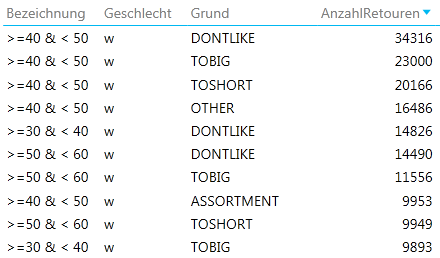 Bezeichnung Geschlecht Grund AnzahlRetouren
>=40 & < 50 w DONTLIKE 34316
>=40 & < 50 w TOBIG 23000
>=40 & < 50 w TOSHORT 20166
>=40 & < 50 w OTHER 16486
>=30 & < 40 w DONTLIKE 14826
>=50 & < 60 w DONTLIKE 14490
>=50 & < 60 w TOBIG 11556
>=40 & < 50 w ASSORTMENT 9953
>=50 & < 60 w TOSHORT 9949
>=30 & < 40 w TOBIG 9893